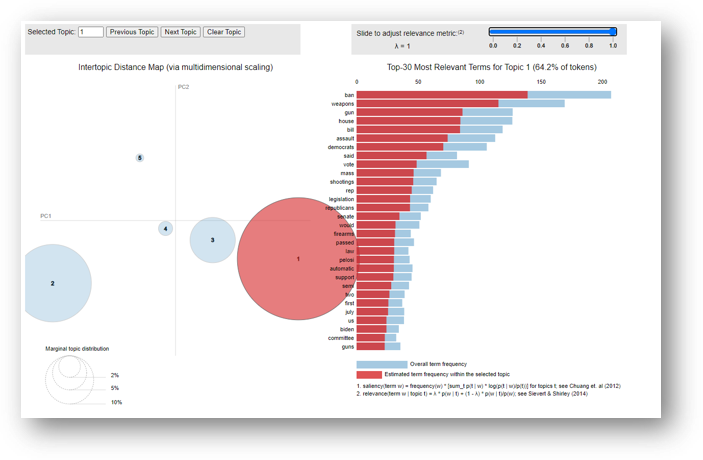 Selected Topic: 1 Previous Topic Next Topic Clear Topic
Slide to adjust relevance metric:(2)
λ = 1
0.0 0.2 0.4 0.6 0.8 1.0
Intertopic Distance Map (via multidimensional scaling)
PC2
PC1
5
4
3
1
2
Marginal topic distribution
2%
5%
10%
Top-30 Most Relevant Terms for Topic 1 (64.2% of tokens)
0 50 100 150 200
ban
weapons
gun
house
bill
assault
democrats
said
vote
mass
shootings
rep
legislation
republicans
senate
would
firearms
passed
law
pelosi
automatic
support
semi
two
first
july
us
biden
committee
guns
Overall term frequency
Estimated term frequency within the selected topic
1. saliency(term w) = frequency(w) * [sum_t p(t | w) * log(p(t | w)/p(t))] for topics t; see Chuang et. al (2012)
2. relevance(term w | topic t) = λ * p(w | t) + (1 - λ) * p(w | t)/p(w); see Sievert & Shirley (2014)